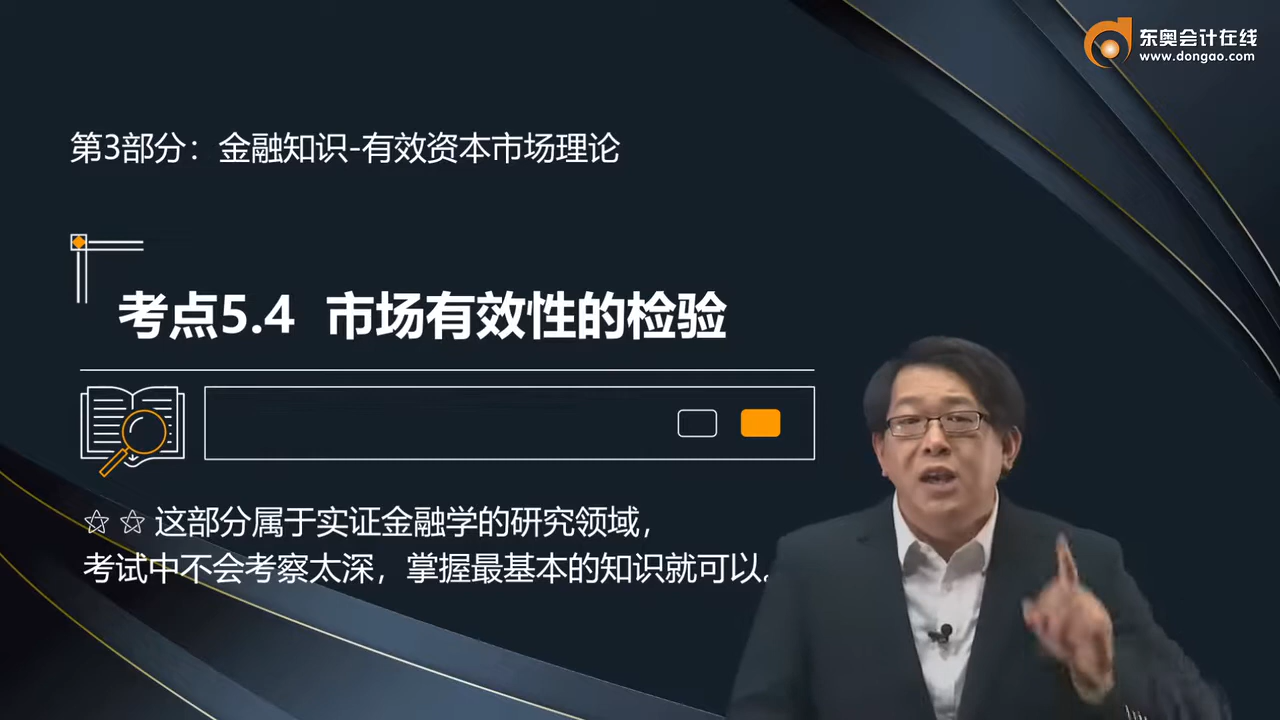 东奥会计在线
www.dongao.com
第3部分：金融知识-有效资本市场理论
考点5.4 市场有效性的检验
☆ ☆ 这部分属于实证金融学的研究领域，
考试中不会考察太深，掌握最基本的知识就可以。